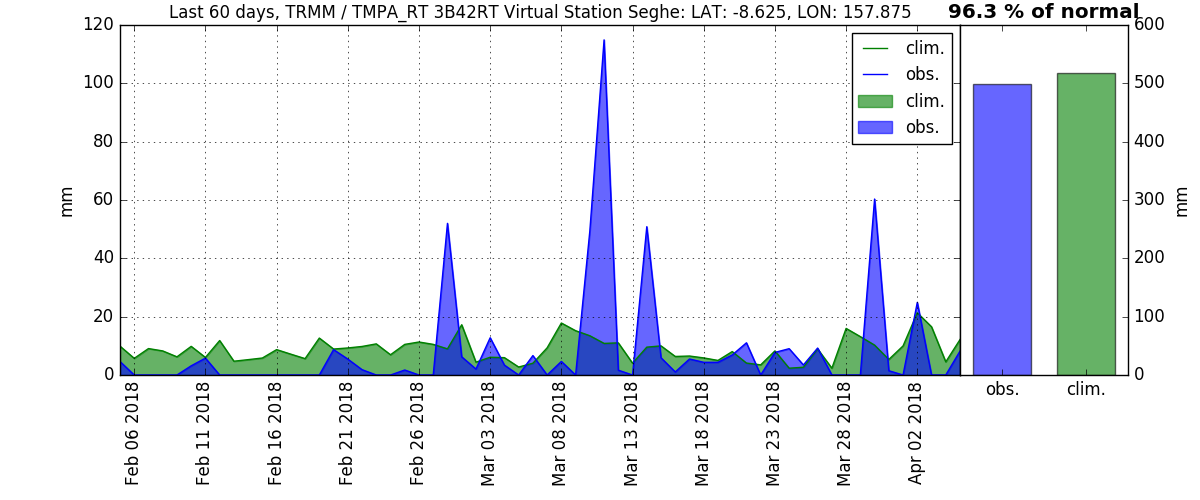 Last 60 days, TRMM / TMPA_RT 3B42RT Virtual Station Seghe: LAT: -8.625, LON: 157.875
96.3 % of normal
120
100
80
60
40
20
0
mm
clim.
obs.
clim.
obs.
600
500
400
300
200
100
0
mm
obs.
clim.
Feb 06 2018
Feb 11 2018
Feb 16 2018
Feb 21 2018
Feb 26 2018
Mar 03 2018
Mar 08 2018
Mar 13 2018
Mar 18 2018
Mar 23 2018
Mar 28 2018
Apr 02 2018